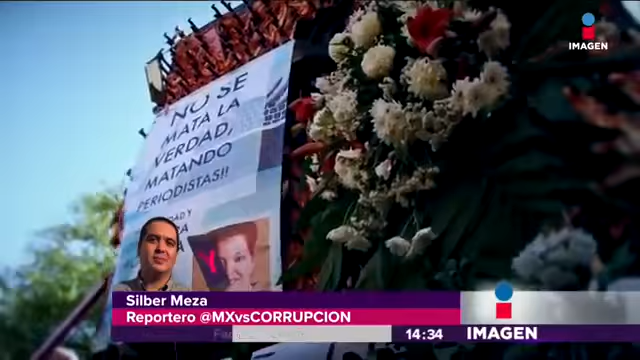 IMAGEN
NO SE
MATA LA
VERDAD,
MATANDO
PERIODISTAS!!
Silber Meza
Reportero @MXvsCORRUPCION
14:34
IMAGEN